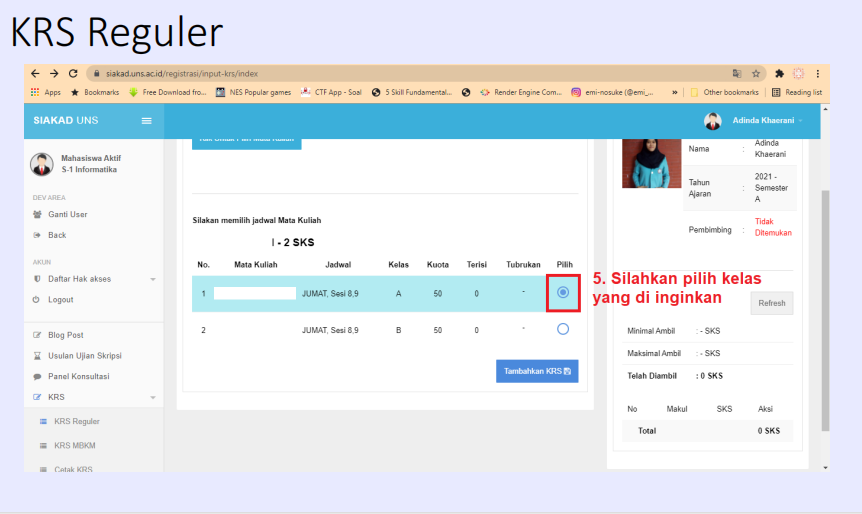 KRS Reguler
siakad.uns.ac.id/registrasi/input-krs/index
Apps Bookmarks Free Download fro... NES Popular games CTF App - Soal 5 Skill Fundamental... Render Engine Com... emi-nosuke (@emi_... » Other bookmarks Reading list
SIAKAD UNS
Adinda Khaerani
Mahasiswa Aktif
S-1 Informatika
DEV AREA
Ganti User
Back
AKUN
Daftar Hak akses
Logout
Blog Post
Usulan Ujian Skripsi
Panel Konsultasi
KRS
KRS Reguler
KRS MBKM
Cetak KRS
Silakan memilih jadwal Mata Kuliah
I - 2 SKS
No. Mata Kuliah Jadwal Kelas Kuota Terisi Tubrukan Pilih
1 JUMAT, Sesi 8,9 A 50 0 -
2 JUMAT, Sesi 8,9 B 50 0 -
Tambahkan KRS
5. Silahkan pilih kelas
yang di inginkan
Nama : Adinda
Khaerani
Tahun
Ajaran : 2021 -
Semester
A
Pembimbing : Tidak
Ditemukan
Refresh
Minimal Ambil : - SKS
Maksimal Ambil : - SKS
Telah Diambil : 0 SKS
No Makul SKS Aksi
Total 0 SKS